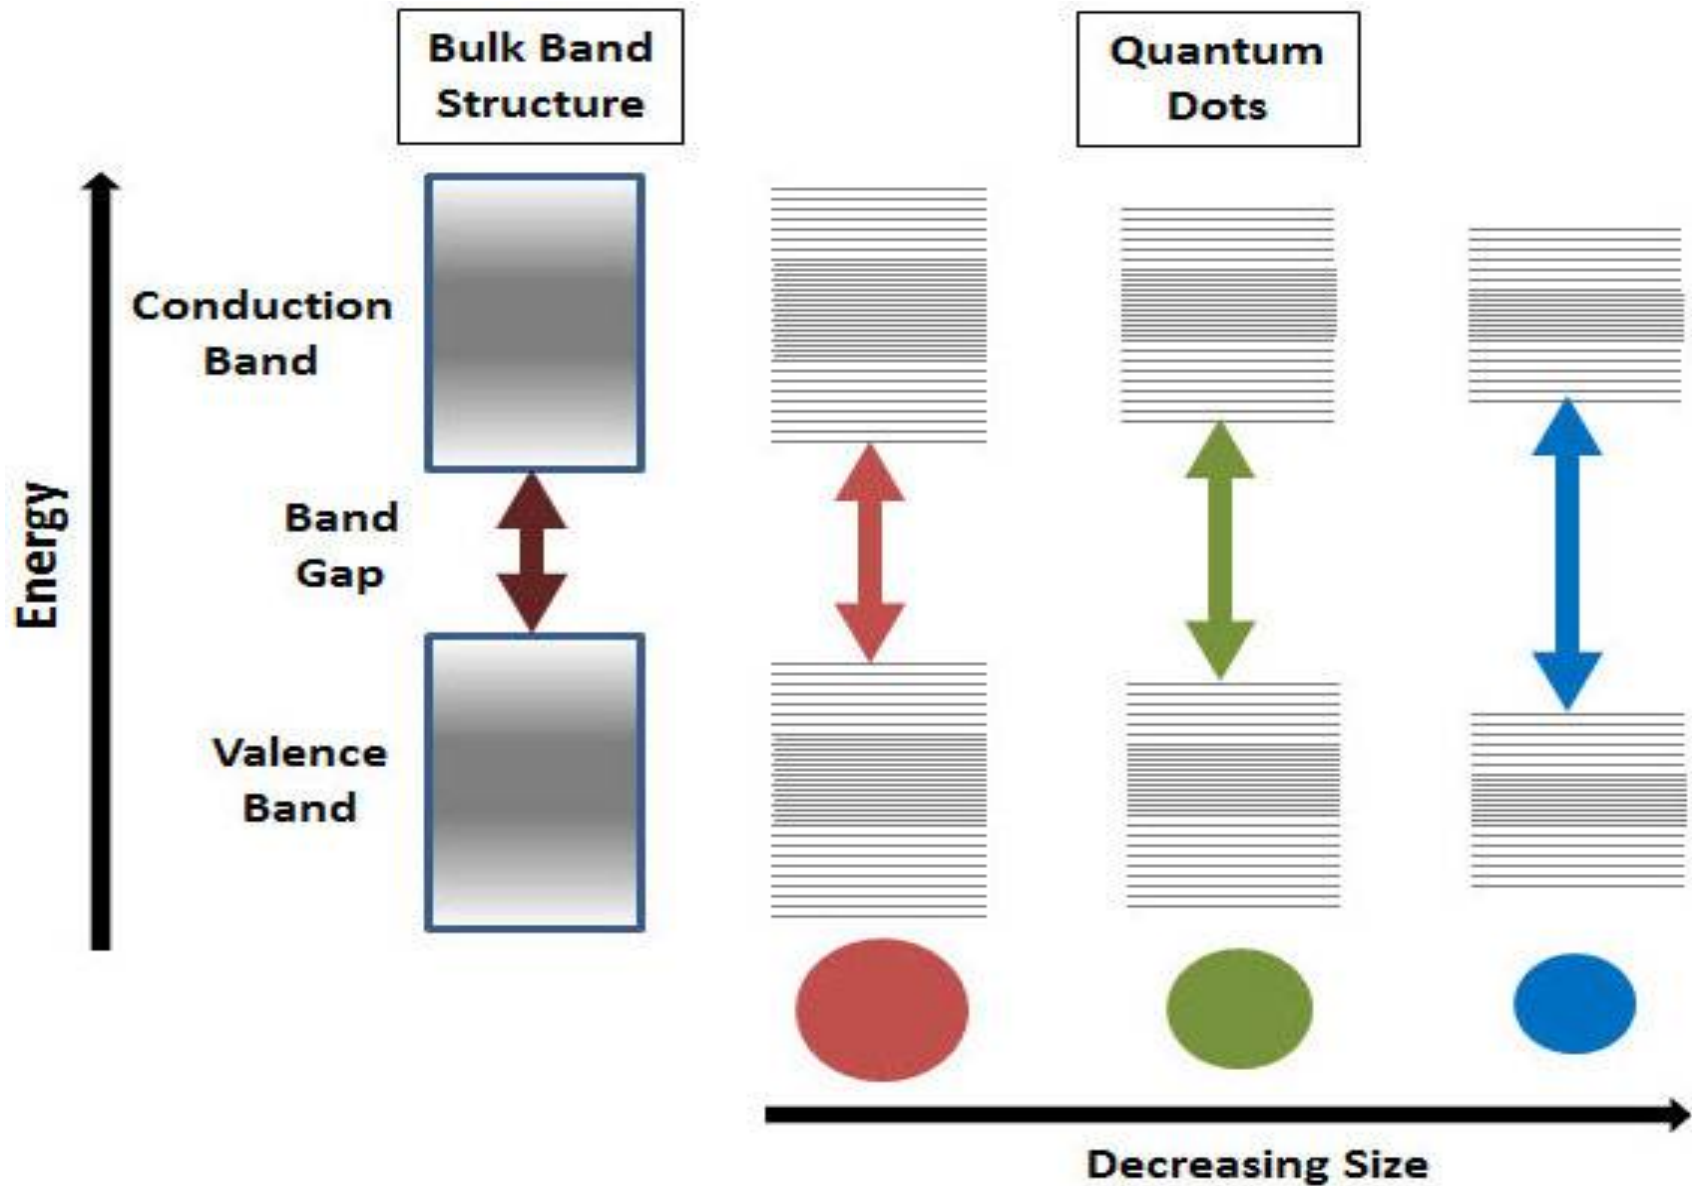 Bulk Band
Structure
Quantum
Dots
Conduction
Band
Band
Gap
Energy
Valence
Band
Decreasing Size